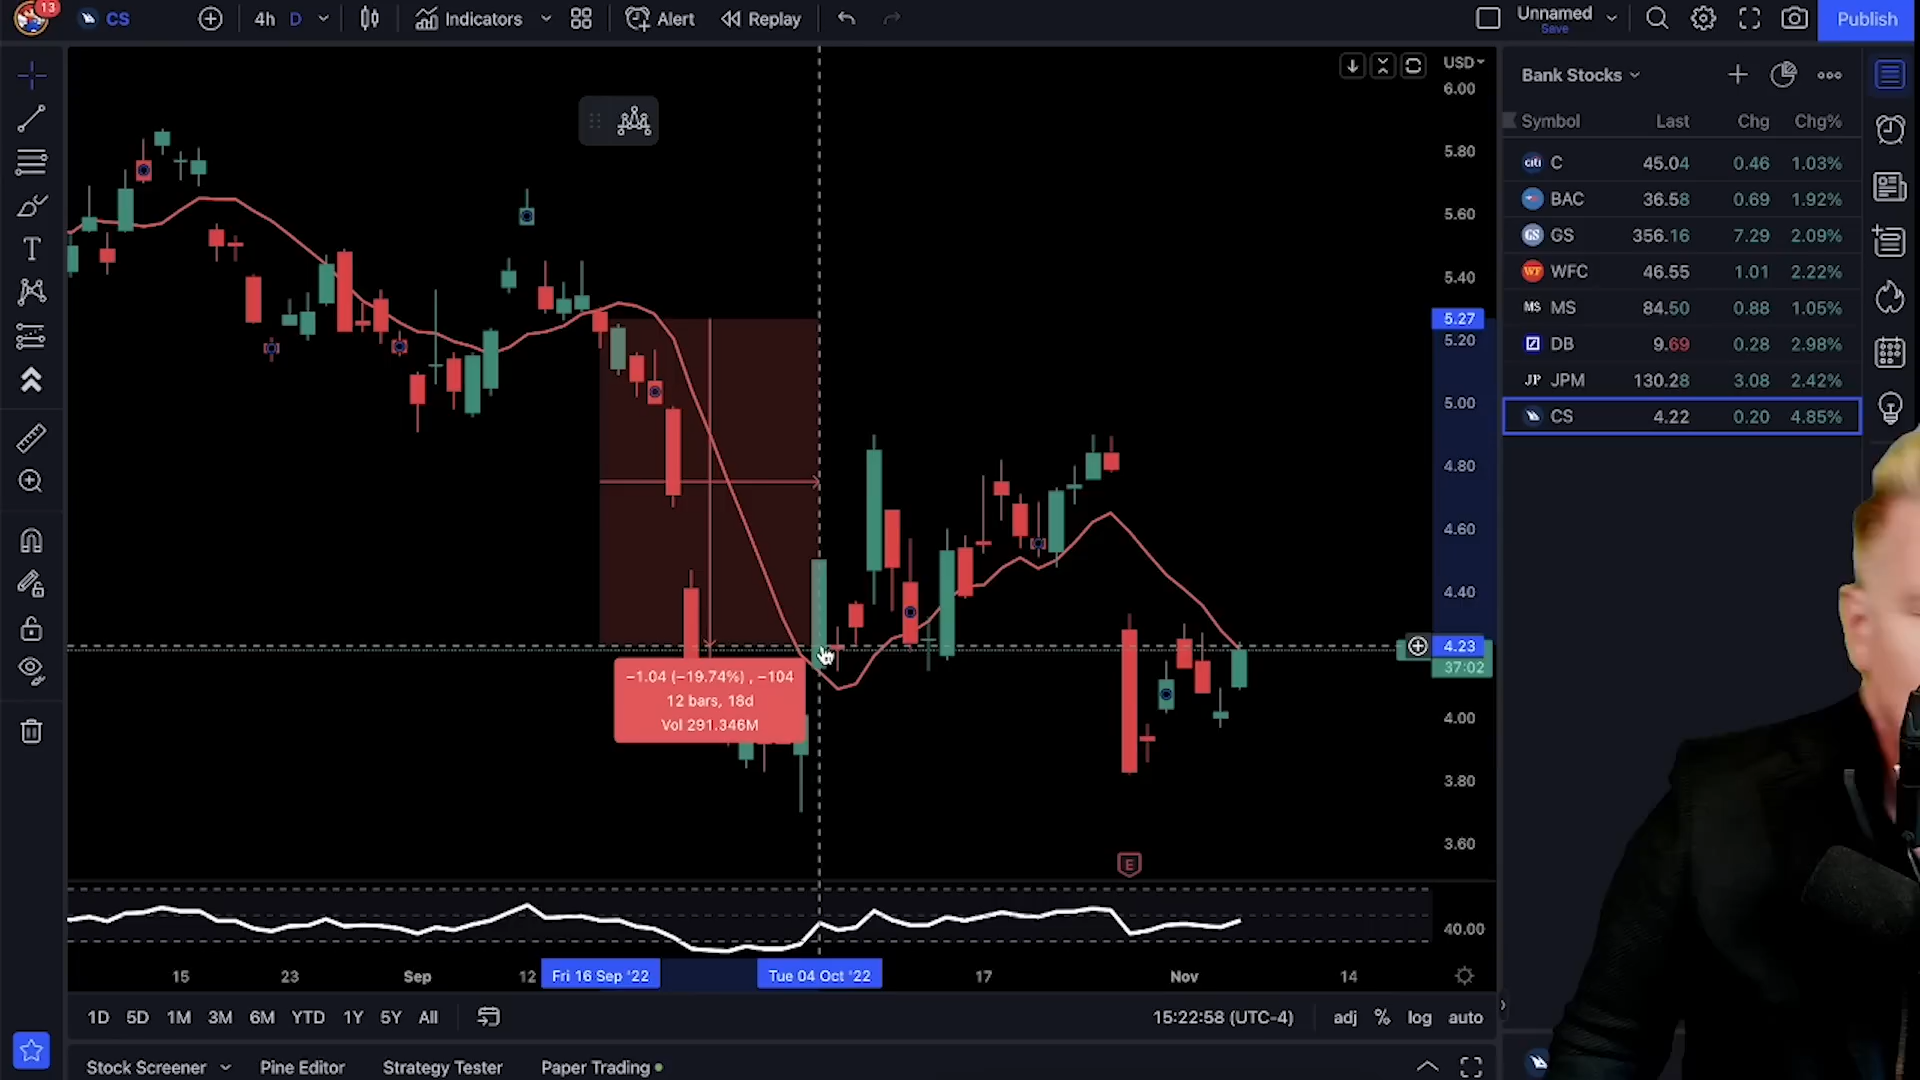 13
CS
4h
D
Indicators
Alert
Replay
Unnamed
Save
Publish
USD
6.00
5.80
5.60
5.40
5.27
5.20
5.00
4.80
4.60
4.40
4.23
37:02
4.00
3.80
3.60
40.00
−1.04 (−19.74%) , −104
12 bars, 18d
Vol 291.346M
E
15
23
Sep
12
Fri 16 Sep '22
Tue 04 Oct '22
17
Nov
14
Bank Stocks
Symbol Last Chg Chg%
citi C 45.04 0.46 1.03%
BAC 36.58 0.69 1.92%
GS GS 356.16 7.29 2.09%
WF WFC 46.55 1.01 2.22%
MS MS 84.50 0.88 1.05%
DB 9.69 0.28 2.98%
JP JPM 130.28 3.08 2.42%
CS 4.22 0.20 4.85%
1D 5D 1M 3M 6M YTD 1Y 5Y All
15:22:58 (UTC-4) adj % log auto
Stock Screener Pine Editor Strategy Tester Paper Trading